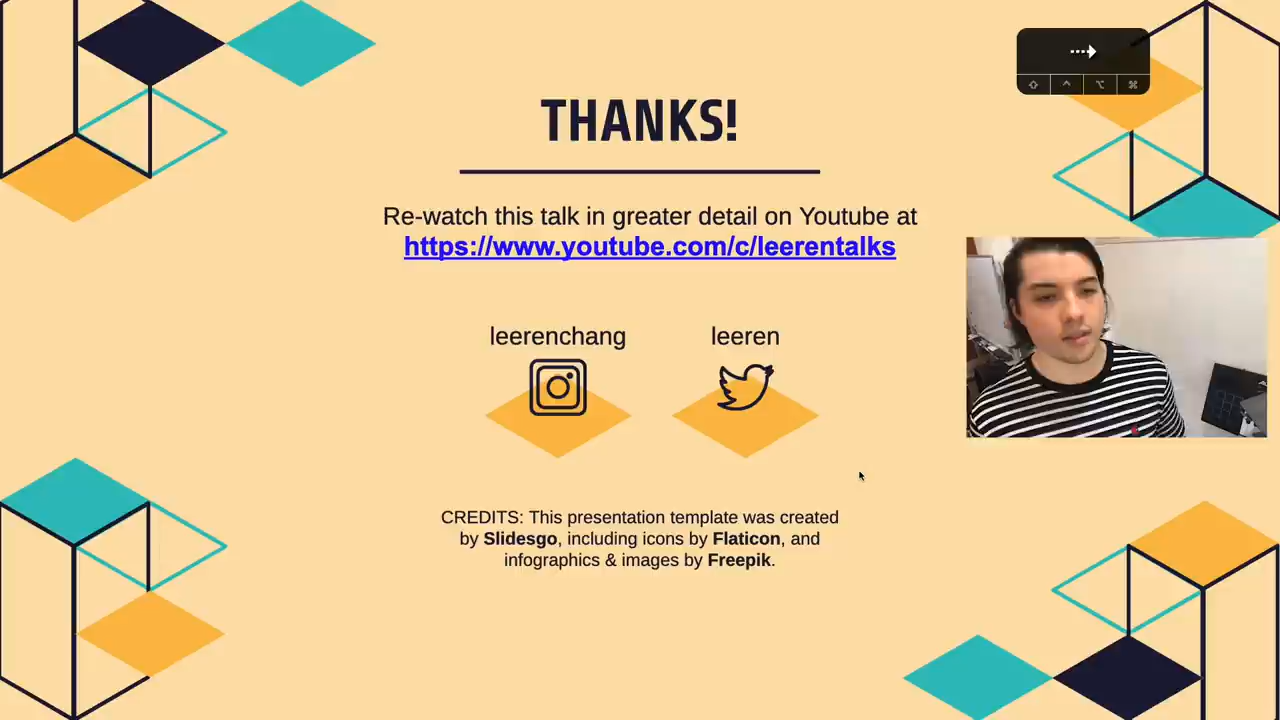 THANKS!
Re-watch this talk in greater detail on Youtube at
https://www.youtube.com/c/leerentalks
leerenchang
leeren
CREDITS: This presentation template was created
by Slidesgo, including icons by Flaticon, and
infographics & images by Freepik.